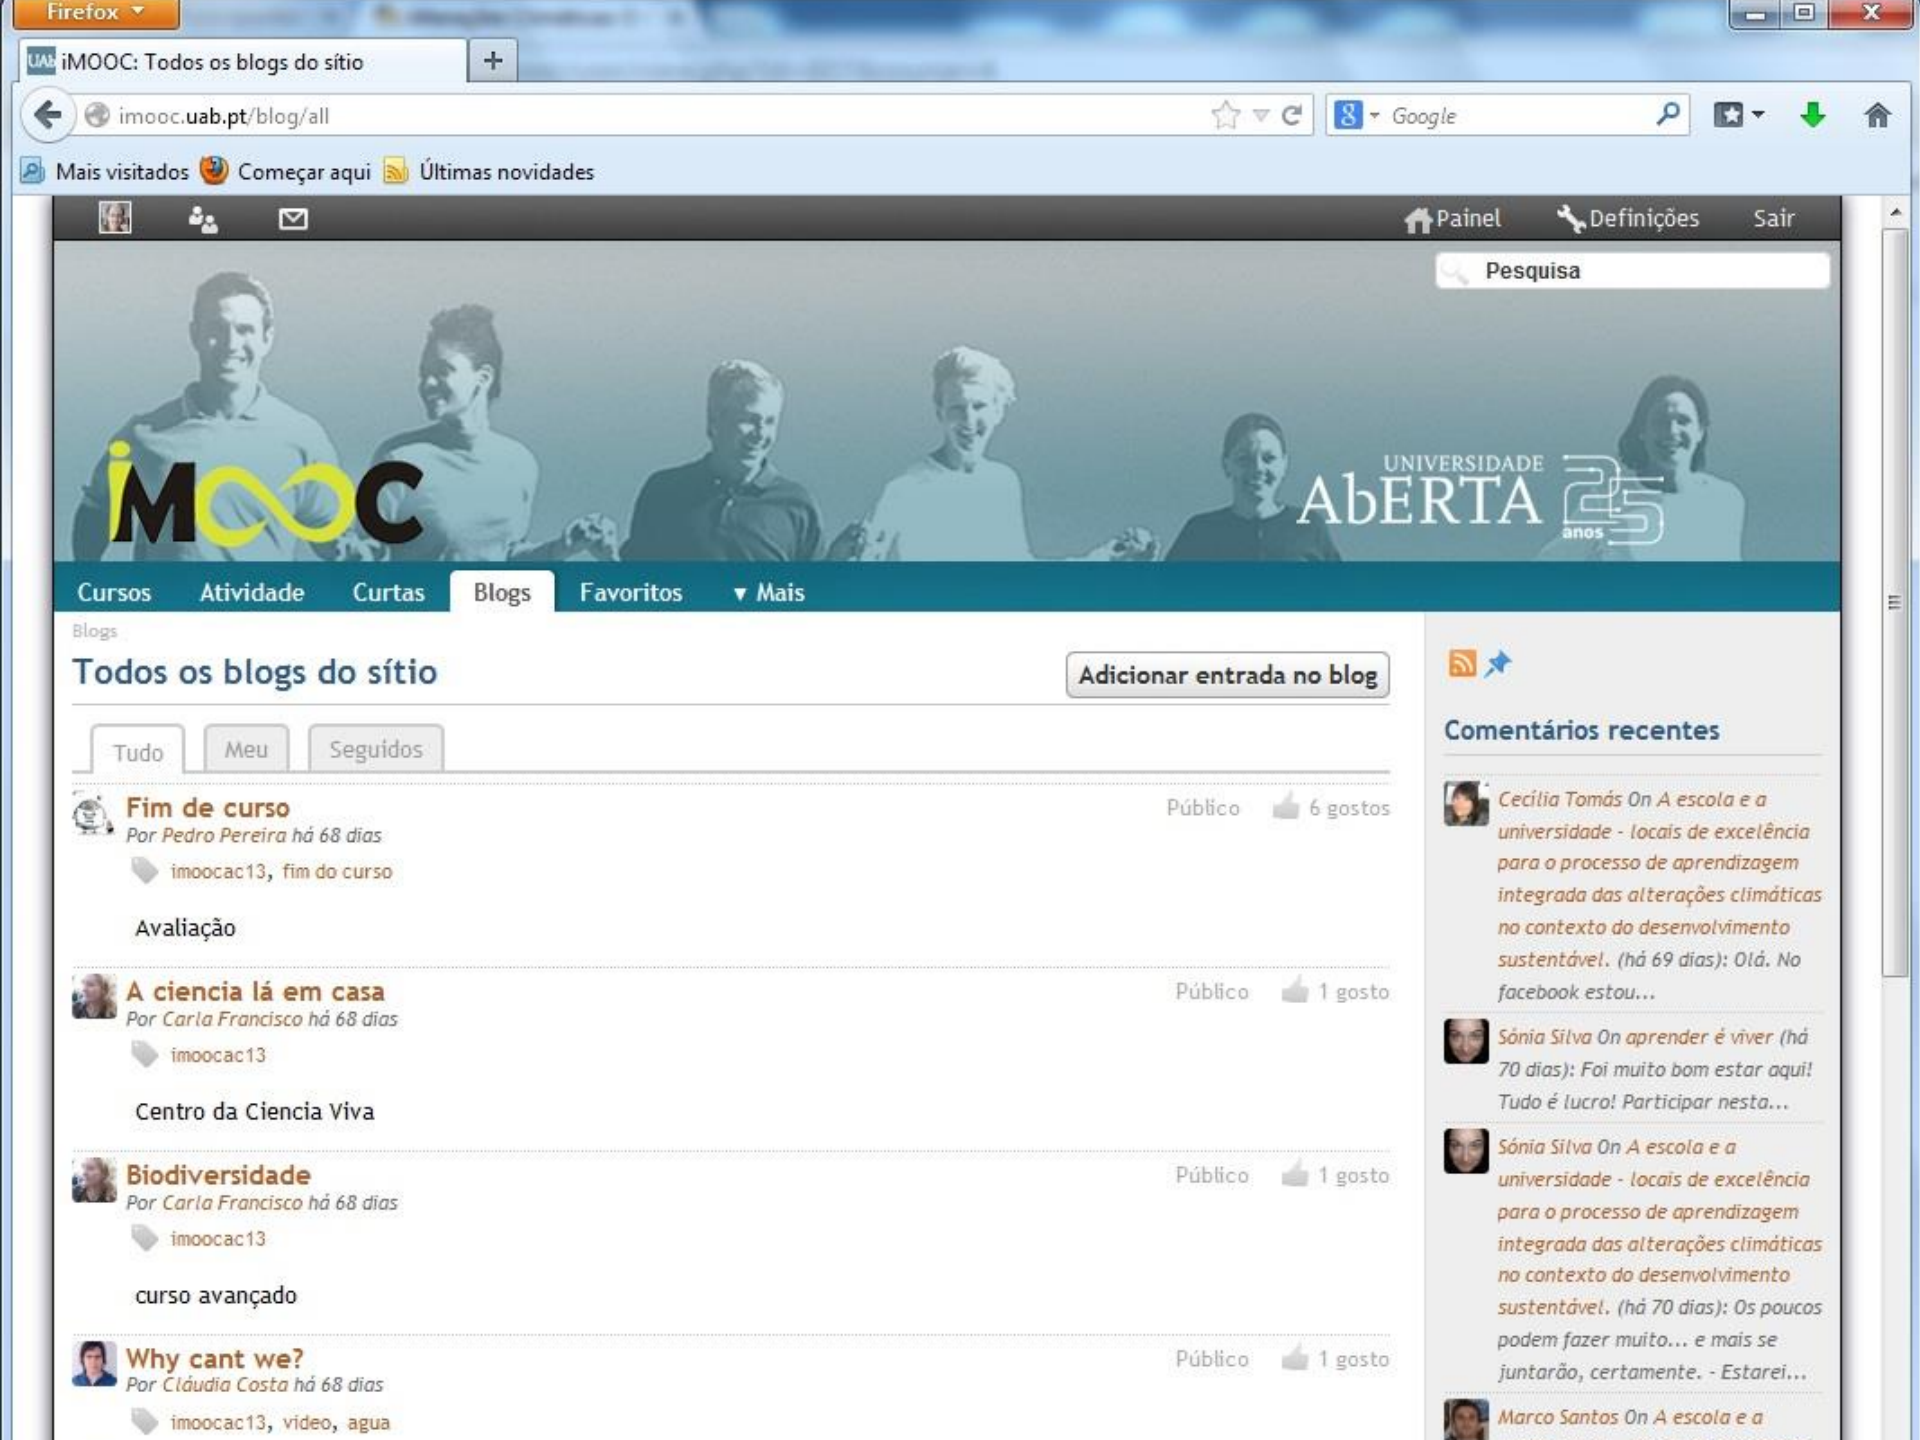 Firefox
UAb iMOOC: Todos os blogs do sítio
imooc.uab.pt/blog/all
Google
Mais visitados Começar aqui Últimas novidades
Painel Definições Sair
Pesquisa
iMOOC
UNIVERSIDADE
AbERTA 25
anos
Cursos Atividade Curtas Blogs Favoritos ▼ Mais
Blogs
Todos os blogs do sítio
Adicionar entrada no blog
Tudo Meu Seguidos
Fim de curso
Público 6 gostos
Por Pedro Pereira há 68 dias
imoocac13, fim do curso
Avaliação
A ciencia lá em casa
Público 1 gosto
Por Carla Francisco há 68 dias
imoocac13
Centro da Ciencia Viva
Biodiversidade
Público 1 gosto
Por Carla Francisco há 68 dias
imoocac13
curso avançado
Why cant we?
Público 1 gosto
Por Cláudia Costa há 68 dias
imoocac13, video, agua
Comentários recentes
Cecília Tomás On A escola e a
universidade - locais de excelência
para o processo de aprendizagem
integrada das alterações climáticas
no contexto do desenvolvimento
sustentável. (há 69 dias): Olá. No
facebook estou...
Sónia Silva On aprender é viver (há
70 dias): Foi muito bom estar aqui!
Tudo é lucro! Participar nesta...
Sónia Silva On A escola e a
universidade - locais de excelência
para o processo de aprendizagem
integrada das alterações climáticas
no contexto do desenvolvimento
sustentável. (há 70 dias): Os poucos
podem fazer muito... e mais se
juntarão, certamente. - Estarei...
Marco Santos On A escola e a